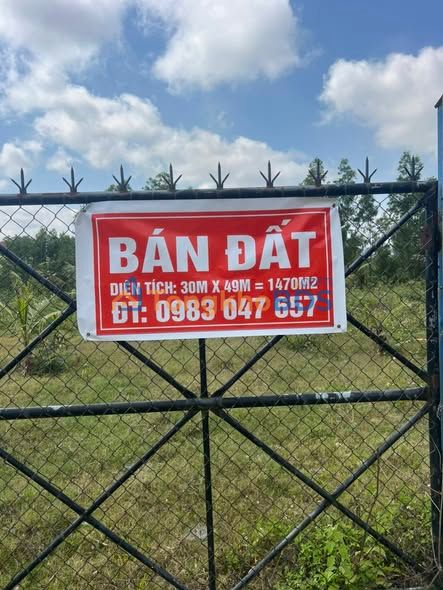 BÁN ĐẤT
DIỆN TÍCH: 30M X 49M = 1470M2
ĐT: 0983 047 657